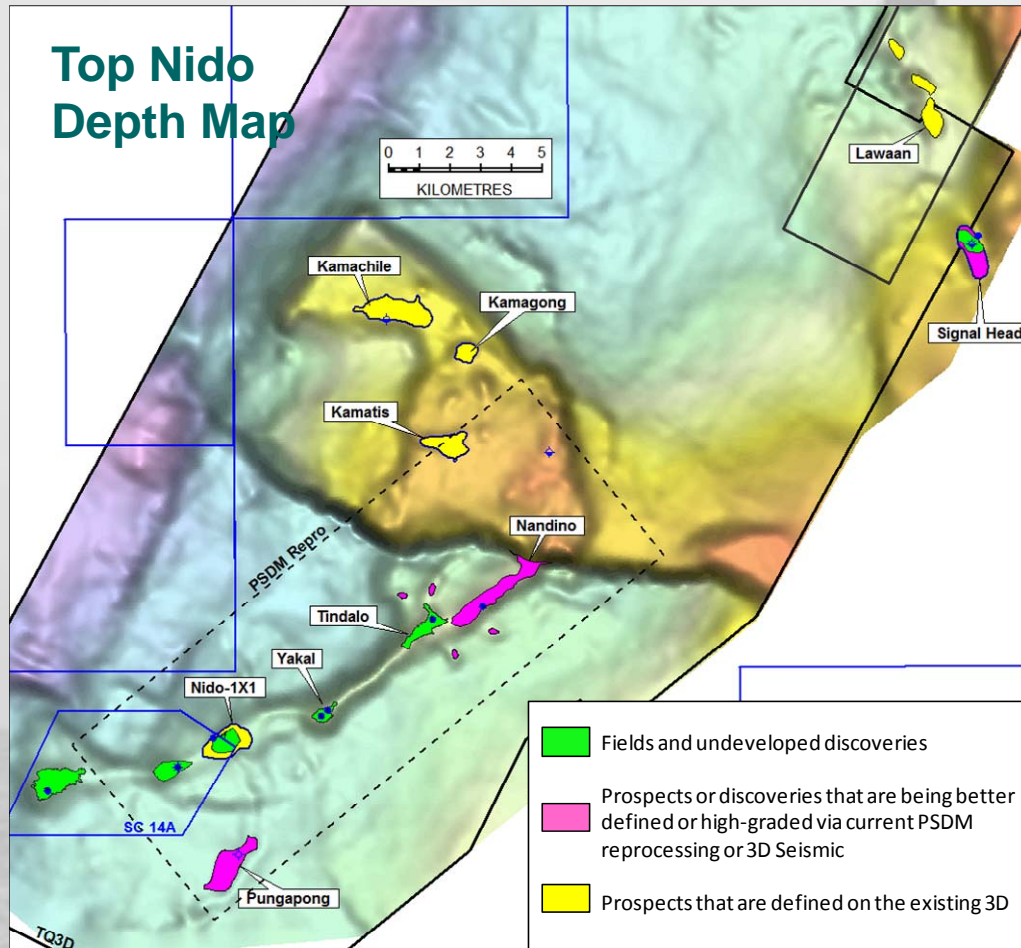 Top Nido
Depth Map
0 1 2 3 4 5
KILOMETRES
Lawaan
Kamachile
Kamagong
Signal Head
Kamatis
Nandino
PSDM Repro
Tindalo
Yakal
Nido-1X1
SC 14A
Pungapong
TQ3D
Fields and undeveloped discoveries
Prospects or discoveries that are being better
defined or high-graded via current PSDM
reprocessing or 3D Seismic
Prospects that are defined on the existing 3D